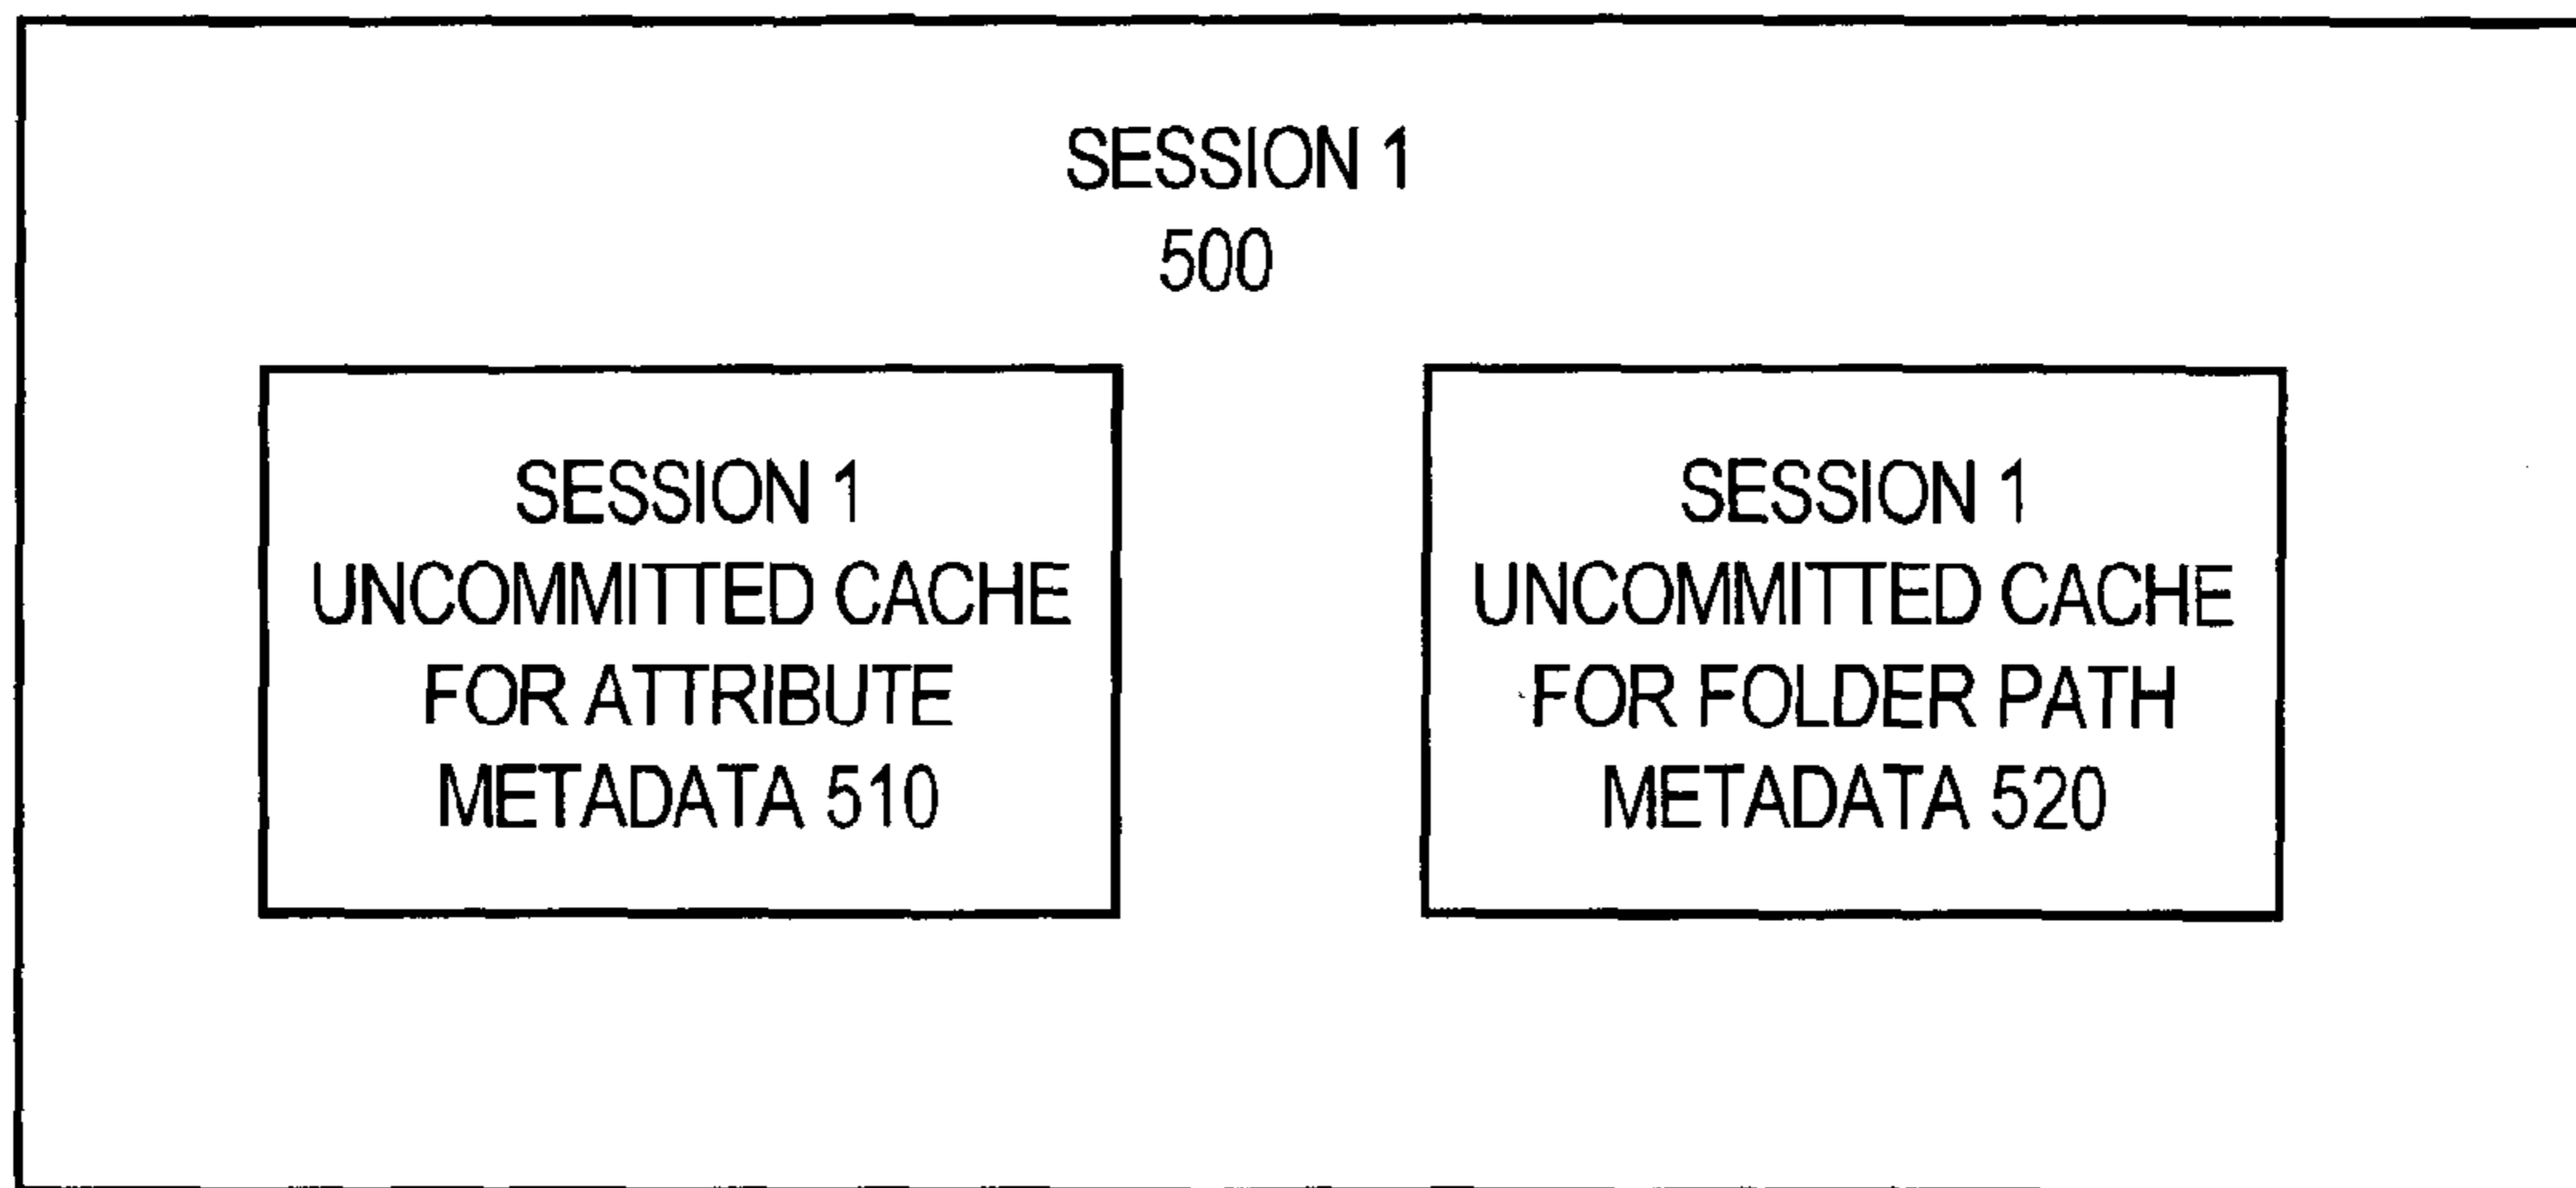 SESSION 1
500
SESSION 1
UNCOMMITTED CACHE
FOR ATTRIBUTE
METADATA 510
SESSION 1
UNCOMMITTED CACHE
FOR FOLDER PATH
METADATA 520